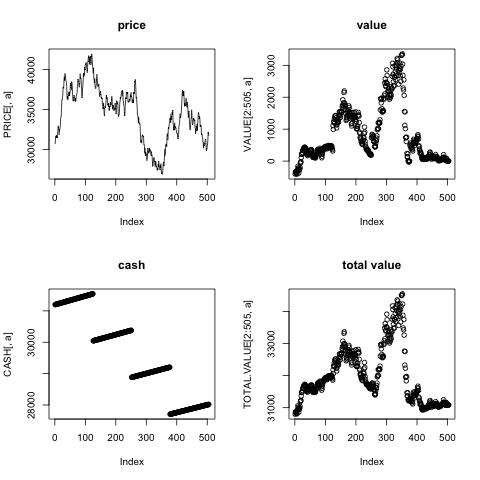 price
PRICE[, a]
30000 35000 40000
0 100 200 300 400 500
Index
value
VALUE[2:505, a]
0 1000 2000 3000
0 100 200 300 400 500
Index
cash
CASH[, a]
28000 30000
0 100 200 300 400 500
Index
total value
TOTAL.VALUE[2:505, a]
31000 33000
0 100 200 300 400 500
Index